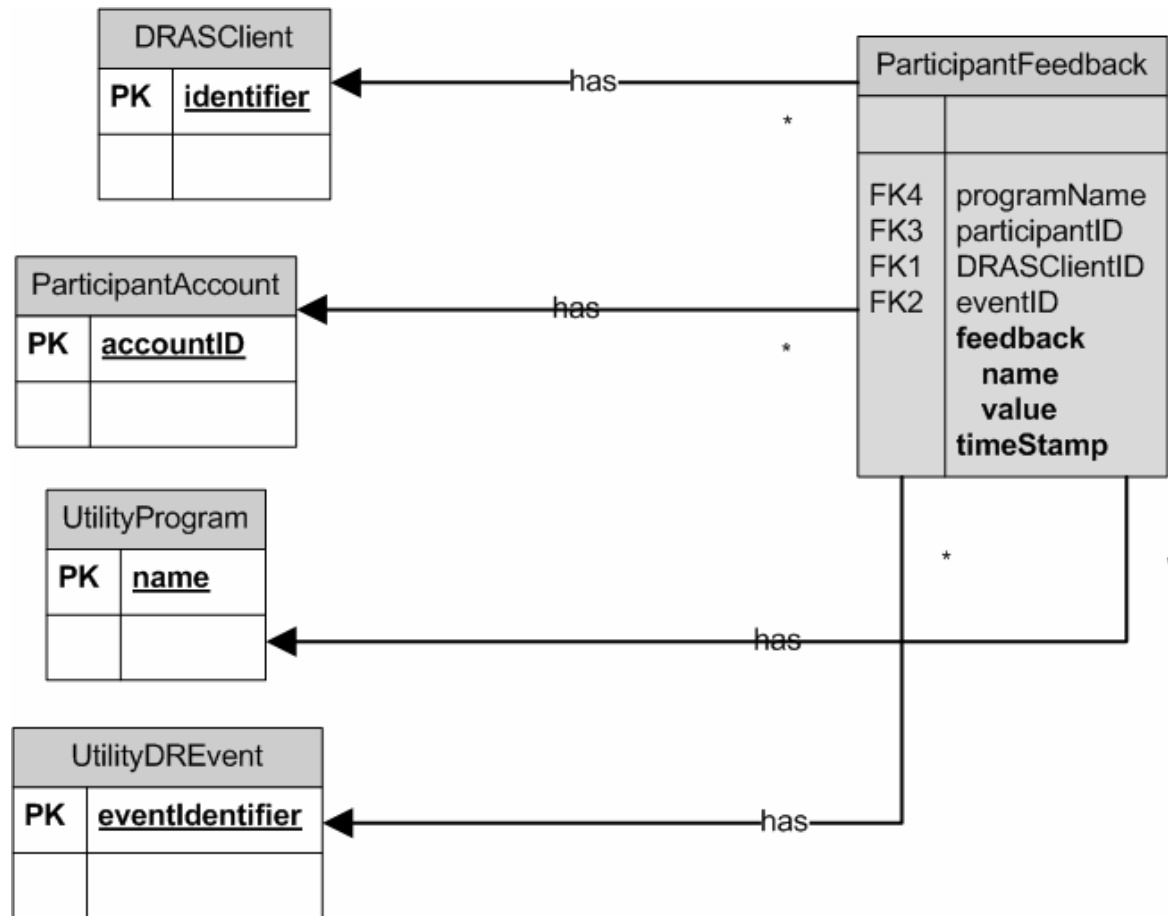 DRASClient
PK identifier
has
*
ParticipantFeedback
FK4 programName
FK3 participantID
FK1 DRASClientID
FK2 eventID
feedback
name
value
timeStamp
ParticipantAccount
PK accountID
has
*
UtilityProgram
PK name
has
*
UtilityDREvent
PK eventIdentifier
has